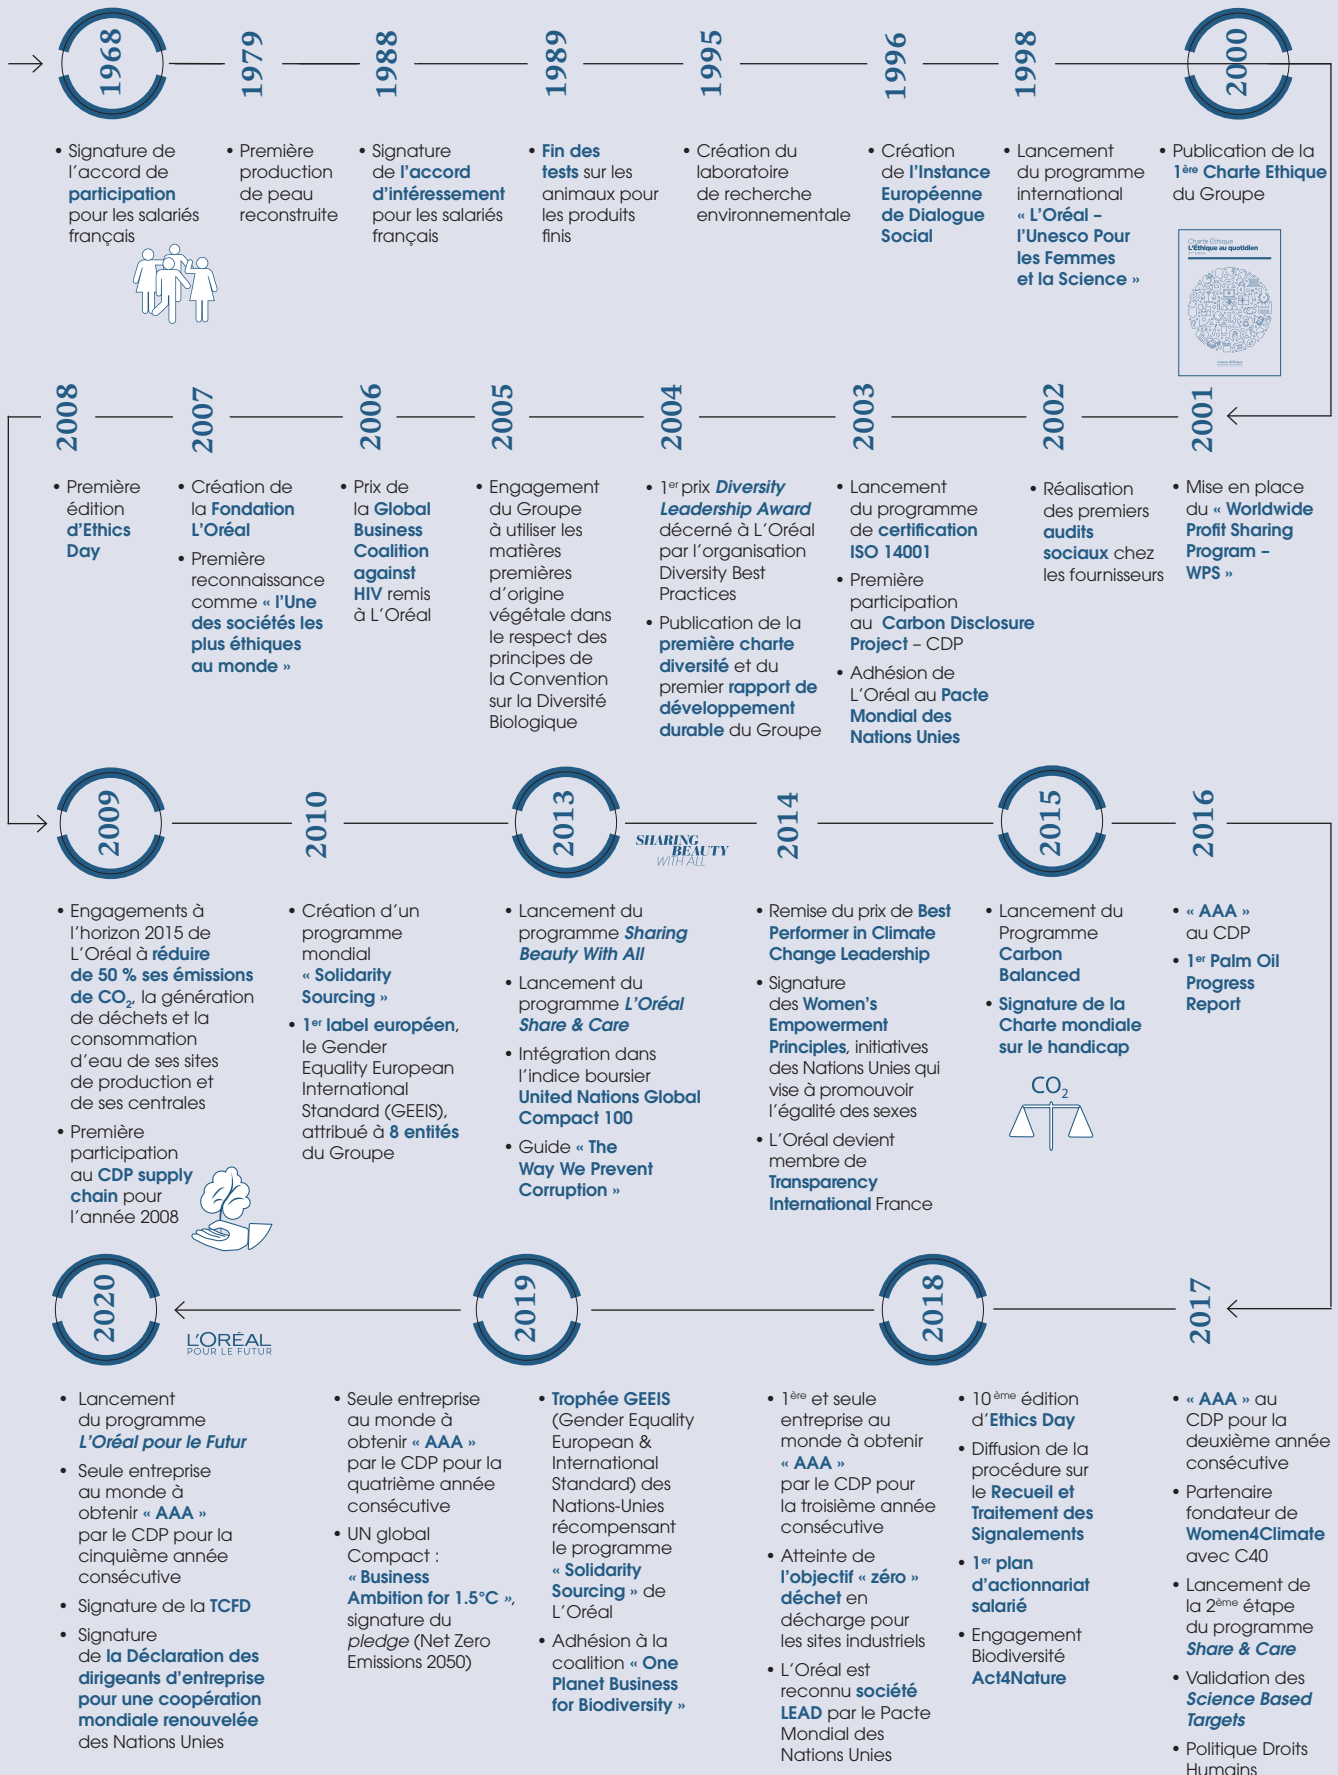 1968
• Signature de
l'accord de
participation
pour les salariés
français
1979
• Première
production
de peau
reconstruite
1988
• Signature
de l'accord
d'intéressement
pour les salariés
français
1989
• Fin des
tests sur les
animaux pour
les produits
finis
1995
• Création du
laboratoire
de recherche
environnementale
1996
• Création
de l'Instance
Européenne
de Dialogue
Social
1998
• Lancement
du programme
international
« L'Oréal –
l'Unesco Pour
les Femmes
et la Science »
2000
• Publication de la
1ère Charte Ethique
du Groupe
Charte Éthique
L'Éthique au quotidien
2001
• Mise en place
du « Worldwide
Profit Sharing
Program –
WPS »
2002
• Réalisation
des premiers
audits
sociaux chez
les fournisseurs
2003
• Lancement
du programme
de certification
ISO 14001
• Première
participation
au Carbon Disclosure
Project – CDP
• Adhésion de
L'Oréal au Pacte
Mondial des
Nations Unies
2004
• 1er prix Diversity
Leadership Award
décerné à L'Oréal
par l'organisation
Diversity Best
Practices
• Publication de la
première charte
diversité et du
premier rapport de
développement
durable du Groupe
2005
• Engagement
du Groupe
à utiliser les
matières
premières
d'origine
végétale dans
le respect des
principes de
la Convention
sur la Diversité
Biologique
2006
• Prix de
la Global
Business
Coalition
against
HIV remis
à L'Oréal
2007
• Création de
la Fondation
L'Oréal
• Première
reconnaissance
comme « l'Une
des sociétés les
plus éthiques
au monde »
2008
• Première
édition
d'Ethics
Day
2009
• Engagements à
l'horizon 2015 de
L'Oréal à réduire
de 50 % ses émissions
de CO2, la génération
de déchets et la
consommation
d'eau de ses sites
de production et
de ses centrales
• Première
participation
au CDP supply
chain pour
l'année 2008
2010
• Création d'un
programme
mondial
« Solidarity
Sourcing »
• 1er label européen,
le Gender
Equality European
International
Standard (GEEIS),
attribué à 8 entités
du Groupe
2013
SHARING
BEAUTY
WITH ALL
• Lancement du
programme Sharing
Beauty With All
• Lancement du
programme L'Oréal
Share & Care
• Intégration dans
l'indice boursier
United Nations Global
Compact 100
• Guide « The
Way We Prevent
Corruption »
2014
• Remise du prix de Best
Performer in Climate
Change Leadership
• Signature
des Women's
Empowerment
Principles, initiatives
des Nations Unies qui
vise à promouvoir
l'égalité des sexes
• L'Oréal devient
membre de
Transparency
International France
2015
• Lancement du
Programme
Carbon
Balanced
• Signature de la
Charte mondiale
sur le handicap
CO2
2016
• « AAA »
au CDP
• 1er Palm Oil
Progress
Report
2017
• « AAA » au
CDP pour la
deuxième année
consécutive
• Partenaire
fondateur de
Women4Climate
avec C40
• Lancement de
la 2ème étape
du programme
Share & Care
• Validation des
Science Based
Targets
• Politique Droits
Humains
2018
• 1ère et seule
entreprise au
monde à obtenir
« AAA »
par le CDP pour
la troisième année
consécutive
• Atteinte de
l'objectif « zéro »
déchet en
décharge pour
les sites industriels
• L'Oréal est
reconnu société
LEAD par le Pacte
Mondial des
Nations Unies
• 10ème édition
d'Ethics Day
• Diffusion de la
procédure sur
le Recueil et
Traitement des
Signalements
• 1er plan
d'actionnariat
salarié
• Engagement
Biodiversité
Act4Nature
2019
• Seule entreprise
au monde à
obtenir « AAA »
par le CDP pour la
quatrième année
consécutive
• UN global
Compact :
« Business
Ambition for 1.5°C »,
signature du
pledge (Net Zero
Emissions 2050)
• Trophée GEEIS
(Gender Equality
European &
International
Standard) des
Nations-Unies
récompensant
le programme
« Solidarity
Sourcing » de
L'Oréal
• Adhésion à la
coalition « One
Planet Business
for Biodiversity »
2020
L'ORÉAL
POUR LE FUTUR
• Lancement
du programme
L'Oréal pour le Futur
• Seule entreprise
au monde à
obtenir « AAA »
par le CDP pour la
cinquième année
consécutive
• Signature de la TCFD
• Signature
de la Déclaration des
dirigeants d'entreprise
pour une coopération
mondiale renouvelée
des Nations Unies